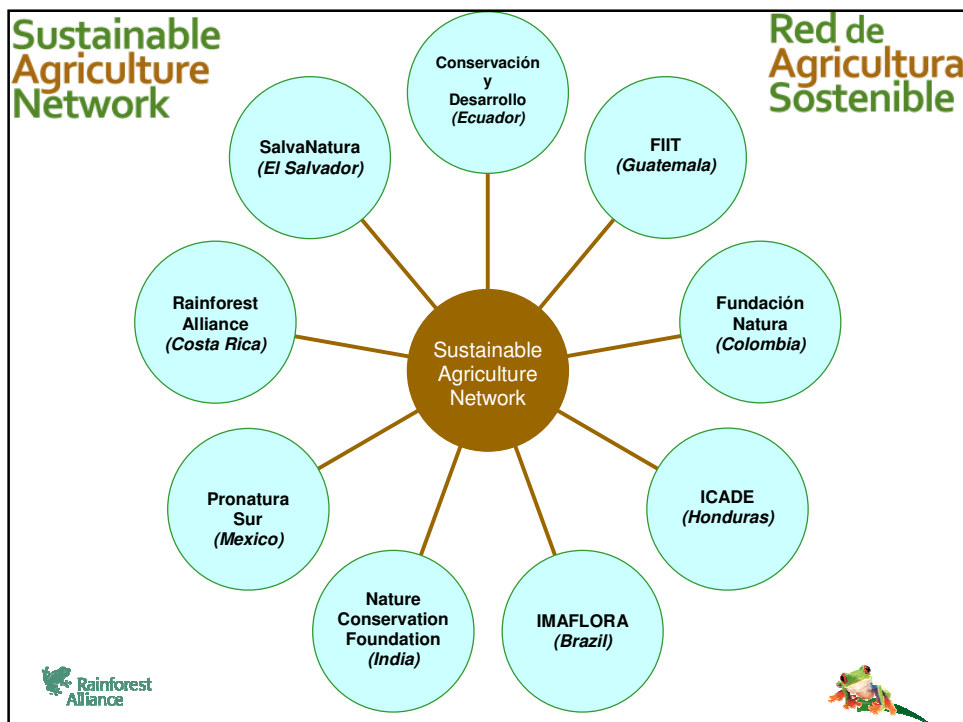 Sustainable
Agriculture
Network
Red de
Agricultura
Sostenible
Conservación
y
Desarrollo
(Ecuador)
SalvaNatura
(El Salvador)
FIIT
(Guatemala)
Rainforest
Alliance
(Costa Rica)
Fundación
Natura
(Colombia)
Sustainable
Agriculture
Network
Pronatura
Sur
(Mexico)
ICADE
(Honduras)
Nature
Conservation
Foundation
(India)
IMAFLORA
(Brazil)
Rainforest
Alliance